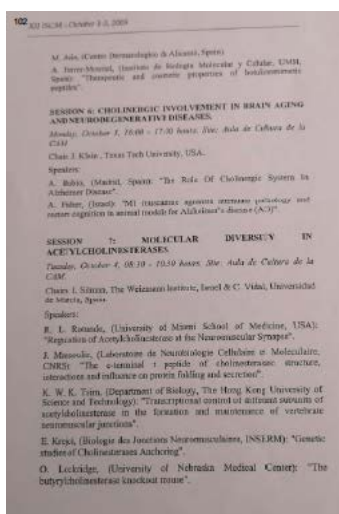 102 XII ISCM - October 1-5, 2005
M. Asín, (Centro Dermatológico de Alicante, Spain)
A. Ferrer-Montiel, (Instituto de Biología Molecular y Celular, UMH,
Spain): "Therapeutic and cosmetic properties of botulinomimetic
peptides".
SESSION 6: CHOLINERGIC INVOLVEMENT IN BRAIN AGING
AND NEURODEGENERATIVE DISEASES.
Monday, October 3, 16:00 - 17:30 hours. Site: Aula de Cultura de la
CAM
Chair J. Klein, Texas Tech University, USA.
Speakers:
A. Rubio, (Madrid, Spain): "The Role Of Cholinergic System In
Alzheimer Disease".
A. Fisher, (Israel): "M1 muscarinic agonists attenuate pathology and
restore cognition in animal models for Alzheimer's disease (AD)".
SESSION 7: MOLECULAR DIVERSITY IN
ACETYLCHOLINESTERASES.
Tuesday, October 4, 08:30 - 10:30 hours. Site: Aula de Cultura de la
CAM.
Chairs I. Silman, The Weizmann Institute, Israel & C. Vidal, Universidad
de Murcia, Spain
Speakers:
R. L. Rotundo, (University of Miami School of Medicine, USA):
"Regulation of Acetylcholinesterase at the Neuromuscular Synapse".
J. Massoulié, (Laboratoire de Neurobiologie Cellulaire et Moléculaire,
CNRS): "The c-terminal t peptide of cholinesterases: structure,
interactions and influence on protein folding and secretion".
K. W. K. Tsim, (Department of Biology, The Hong Kong University of
Science and Technology): "Transcriptional control of different subunits of
acetylcholinesterase in the formation and maintenance of vertebrate
neuromuscular junctions".
E. Krejci, (Biologie des Jonctions Neuromusculaires, INSERM): "Genetic
studies of Cholinesterases Anchoring".
O. Lockridge, (University of Nebraska Medical Center): "The
butyrylcholinesterase knockout mouse".